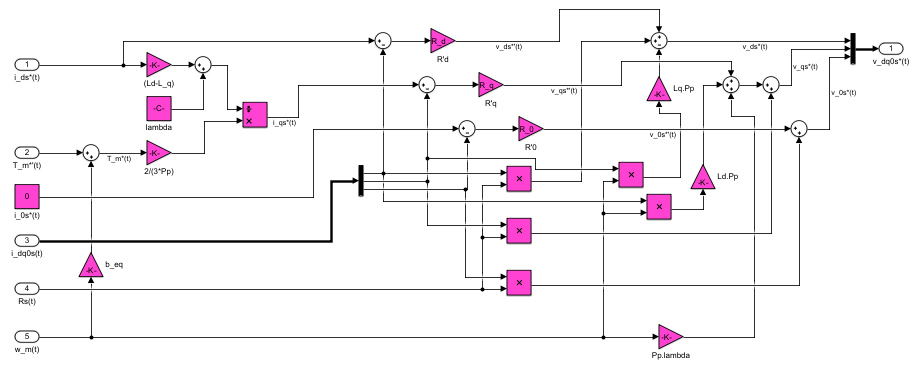 1
i_ds*(t)
-K-
(Ld-L_q)
-C-
lambda
2
T_m*'(t)
T_m*(t)
-K-
2/(3*Pp)
÷
×
i_qs*(t)
0
i_0s*(t)
3
i_dq0s(t)
-K-
b_eq
4
Rs(t)
5
w_m(t)
R_d
R'd
v_ds*'(t)
R_q
R'q
v_qs*'(t)
R_0
R'0
v_0s*'(t)
×
×
×
×
×
-K-
Lq.Pp
-K-
Ld.Pp
-K-
Pp.lambda
v_ds*(t)
v_qs*(t)
v_0s*(t)
1
v_dq0s*(t)